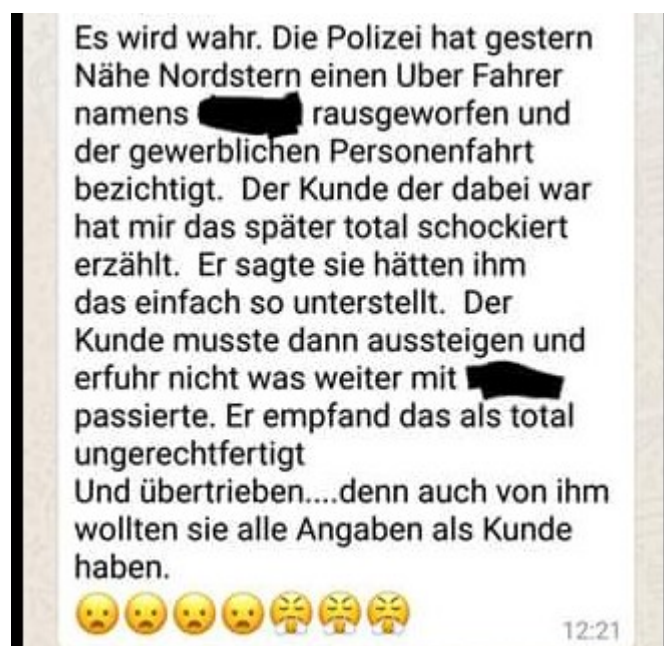 Es wird wahr. Die Polizei hat gestern
Nähe Nordstern einen Uber Fahrer
namens rausgeworfen und
der gewerblichen Personenfahrt
bezichtigt.  Der Kunde der dabei war
hat mir das später total schockiert
erzählt.  Er sagte sie hätten ihm
das einfach so unterstellt.  Der
Kunde musste dann aussteigen und
erfuhr nicht was weiter mit
passierte. Er empfand das als total
ungerechtfertigt
Und übertrieben....denn auch von ihm
wollten sie alle Angaben als Kunde
haben.
😦😦😦😦😤😤😤
12:21